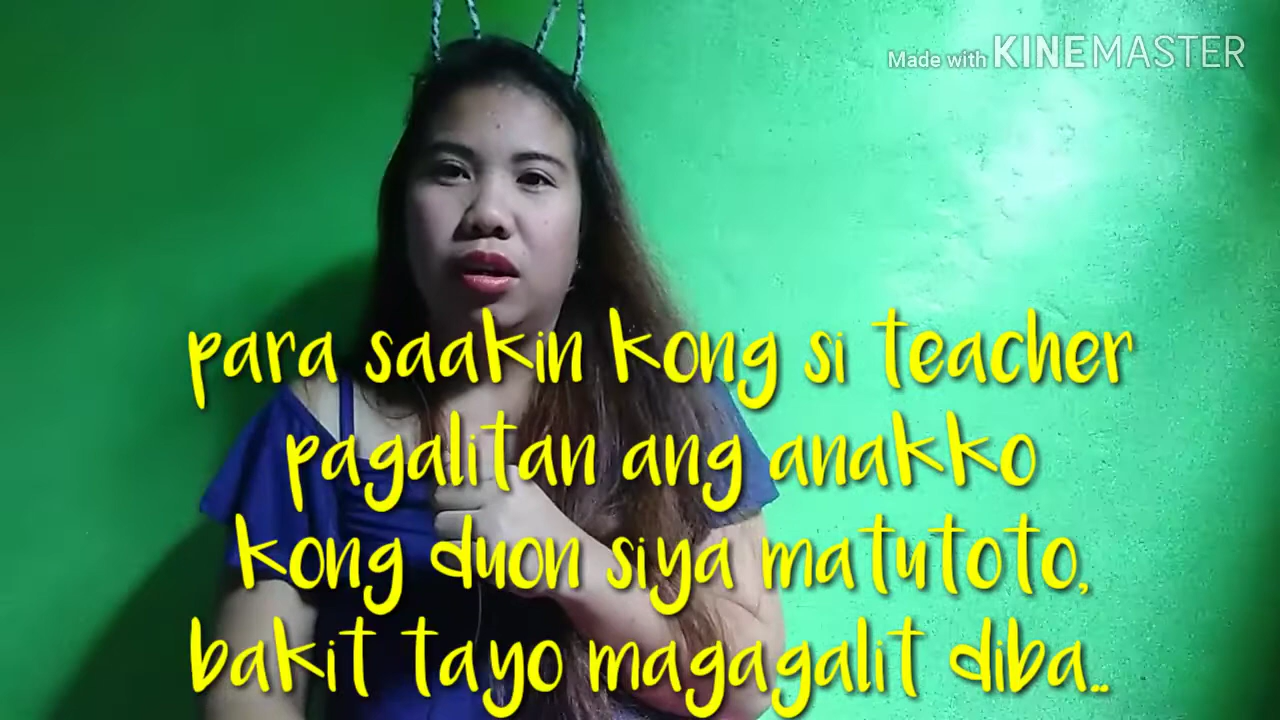 Made with KINEMASTER
para saakin kong si teacher
pagalitan ang anakko
kong duon siya matutoto,
bakit tayo magagalit diba..